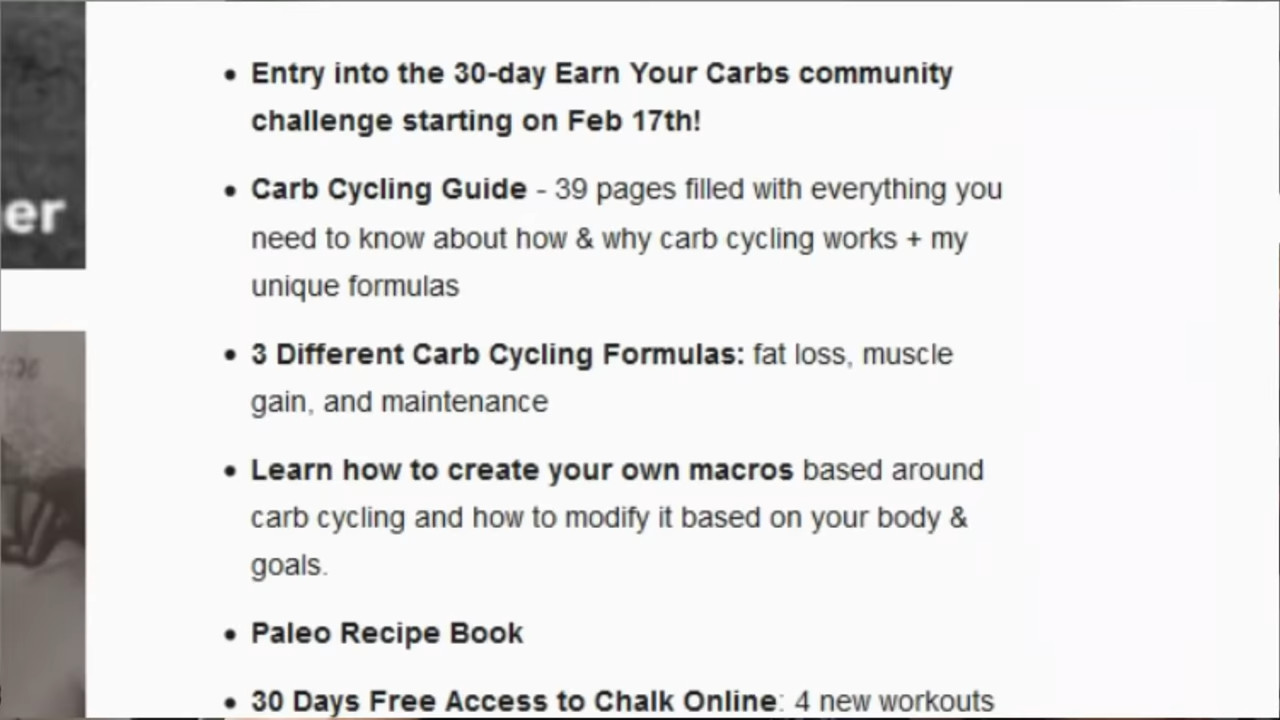 Entry into the 30-day Earn Your Carbs community
challenge starting on Feb 17th!
er
Carb Cycling Guide - 39 pages filled with everything you
need to know about how & why carb cycling works + my
unique formulas
3 Different Carb Cycling Formulas: fat loss, muscle
gain, and maintenance
Learn how to create your own macros based around
carb cycling and how to modify it based on your body &
goals.
Paleo Recipe Book
30 Days Free Access to Chalk Online: 4 new workouts